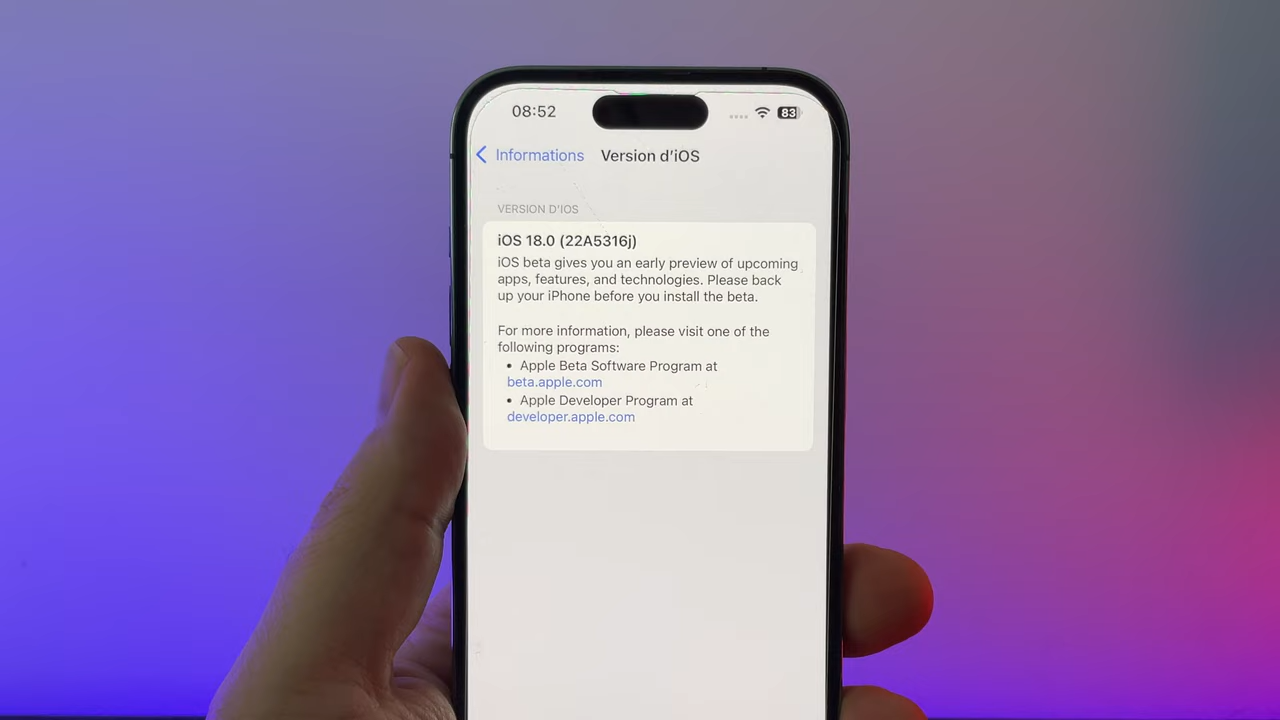 08:52
83
Informations
Version d'iOS
VERSION D'IOS
iOS 18.0 (22A5316j)
iOS beta gives you an early preview of upcoming
apps, features, and technologies. Please back
up your iPhone before you install the beta.
For more information, please visit one of the
following programs:
• Apple Beta Software Program at
beta.apple.com
• Apple Developer Program at
developer.apple.com